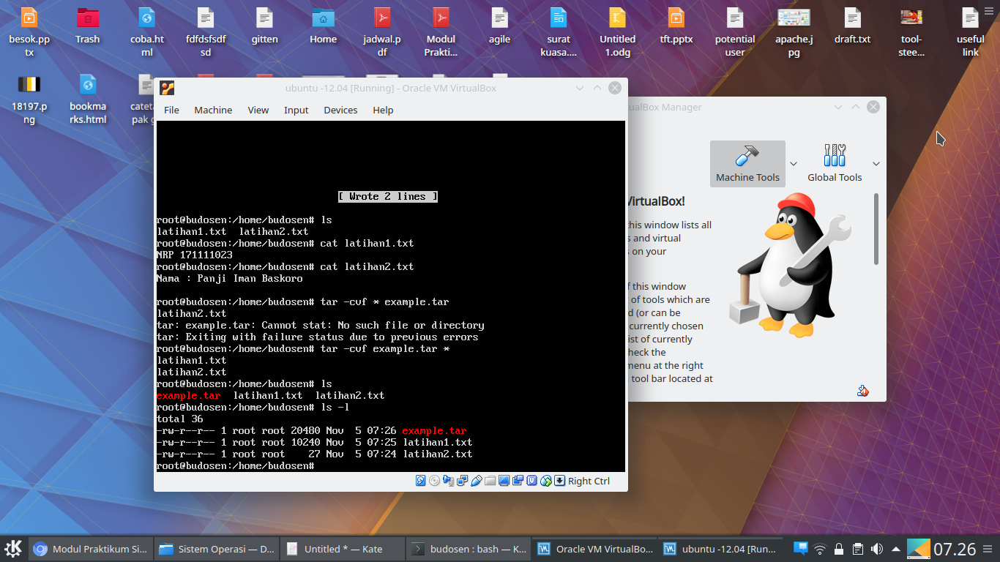 besok.pp
tx
Trash
coba.ht
ml
fdfdsfsdf
sd
gitten
Home
jadwal.p
df
Modul
Prakti...
agile
surat
kuasa....
Untitled
1.odg
tft.pptx
potential
user
apache.j
pg
draft.txt
tool-
stee...
useful
link
18197.p
ng
bookma
rks.html
cateta
pak g
ubuntu -12.04 [Running] - Oracle VM VirtualBox
File Machine View Input Devices Help
[ Wrote 2 lines ]
root@budosen:/home/budosen# ls
latihan1.txt  latihan2.txt
root@budosen:/home/budosen# cat latihan1.txt
NRP 171111023
root@budosen:/home/budosen# cat latihan2.txt
Nama : Panji Iman Baskoro
root@budosen:/home/budosen# tar -cvf * example.tar
latihan2.txt
tar: example.tar: Cannot stat: No such file or directory
tar: Exiting with failure status due to previous errors
root@budosen:/home/budosen# tar -cvf example.tar *
latihan1.txt
latihan2.txt
root@budosen:/home/budosen# ls
example.tar  latihan1.txt  latihan2.txt
root@budosen:/home/budosen# ls -l
total 36
-rw-r--r-- 1 root root 20480 Nov  5 07:26 example.tar
-rw-r--r-- 1 root root 10240 Nov  5 07:25 latihan1.txt
-rw-r--r-- 1 root root    27 Nov  5 07:24 latihan2.txt
root@budosen:/home/budosen#
Right Ctrl
ualBox Manager
Machine Tools
Global Tools
VirtualBox!
this window lists all
s and virtual
s on your
f this window
of tools which are
d (or can be
currently chosen
ist of currently
heck the
menu at the right
tool bar located at
Modul Praktikum Si...
Sistem Operasi — D...
Untitled * — Kate
budosen : bash — K...
Oracle VM VirtualBo...
ubuntu -12.04 [Run...
07.26